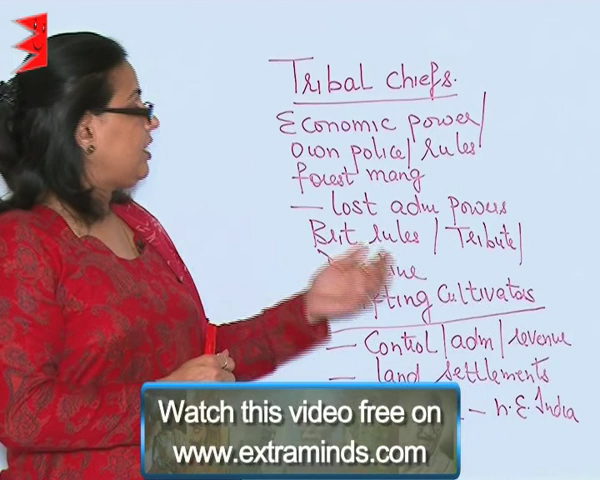 Tribal chiefs.
Economic power/
own police/ rules
forest mang
— lost adm powers
Brit rules / Tribute/
Shifting Cultivators
— Control/adm/revenue
— land settlements
— N.E. India
Watch this video free on
www.extraminds.com